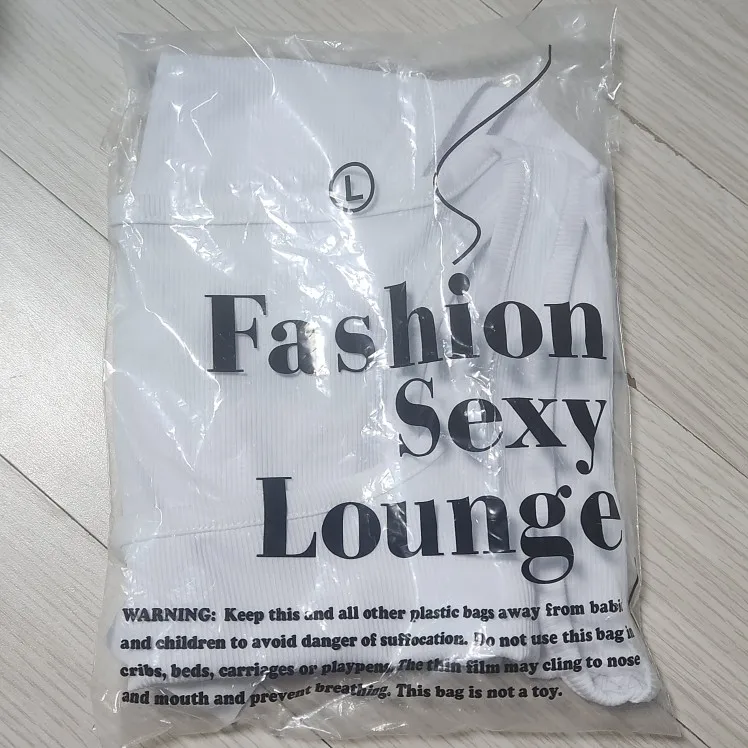 L
Fashion
Sexy
Lounge
WARNING: Keep this and all other plastic bags away from babi
and children to avoid danger of suffocation. Do not use this bag in
cribs, beds, carriages or playpens. The thin film may cling to nose
and mouth and prevent breathing. This bag is not a toy.